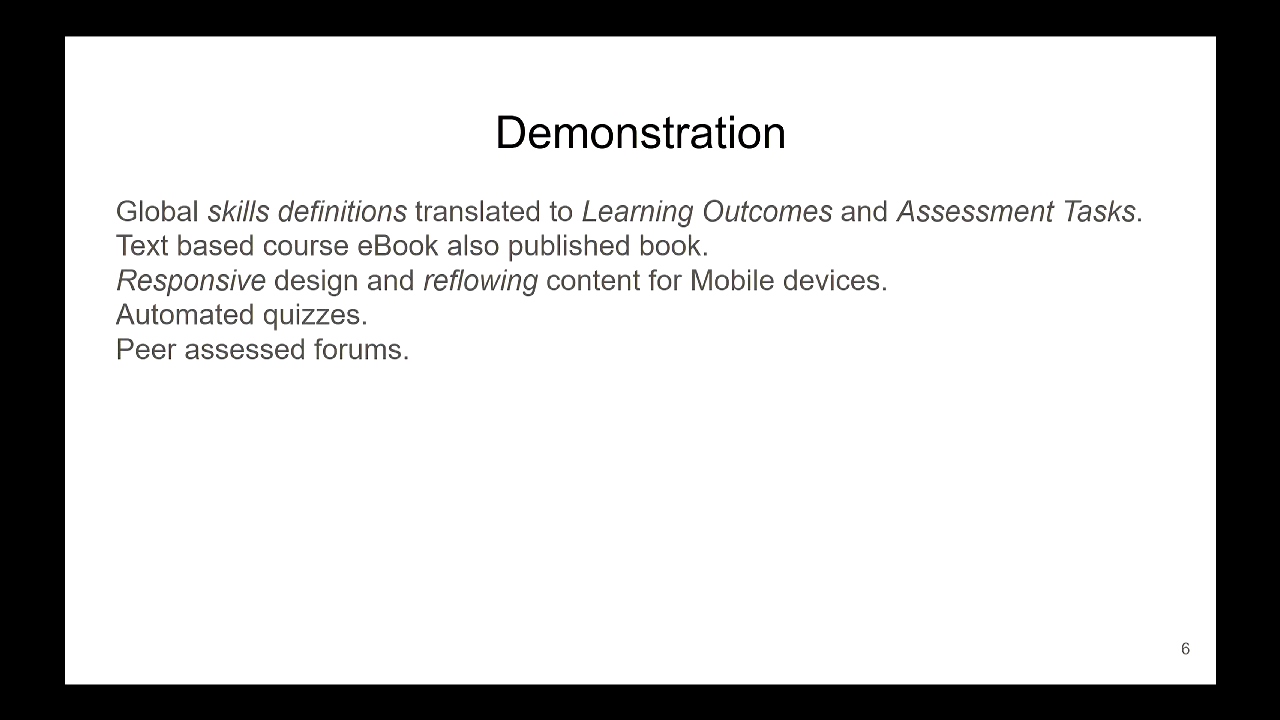 Demonstration
Global skills definitions translated to Learning Outcomes and Assessment Tasks.
Text based course eBook also published book.
Responsive design and reflowing content for Mobile devices.
Automated quizzes.
Peer assessed forums.
6